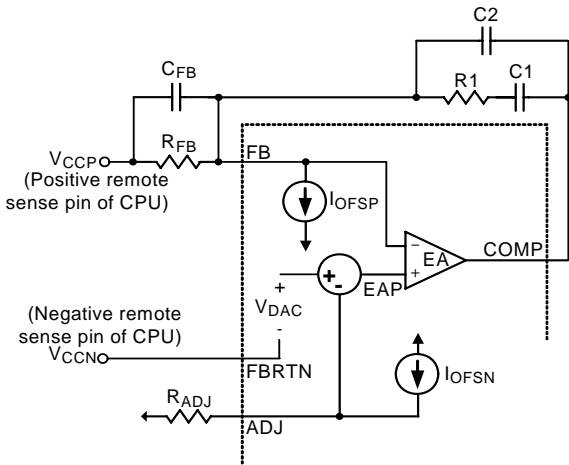 C2
C1
R1
CFB
RFB
VCCP
(Positive remote
sense pin of CPU)
FB
IOFSP
−
EA
+
COMP
+
-
EAP
+
VDAC
-
(Negative remote
sense pin of CPU)
VCCN
FBRTN
IOFSN
RADJ
ADJ